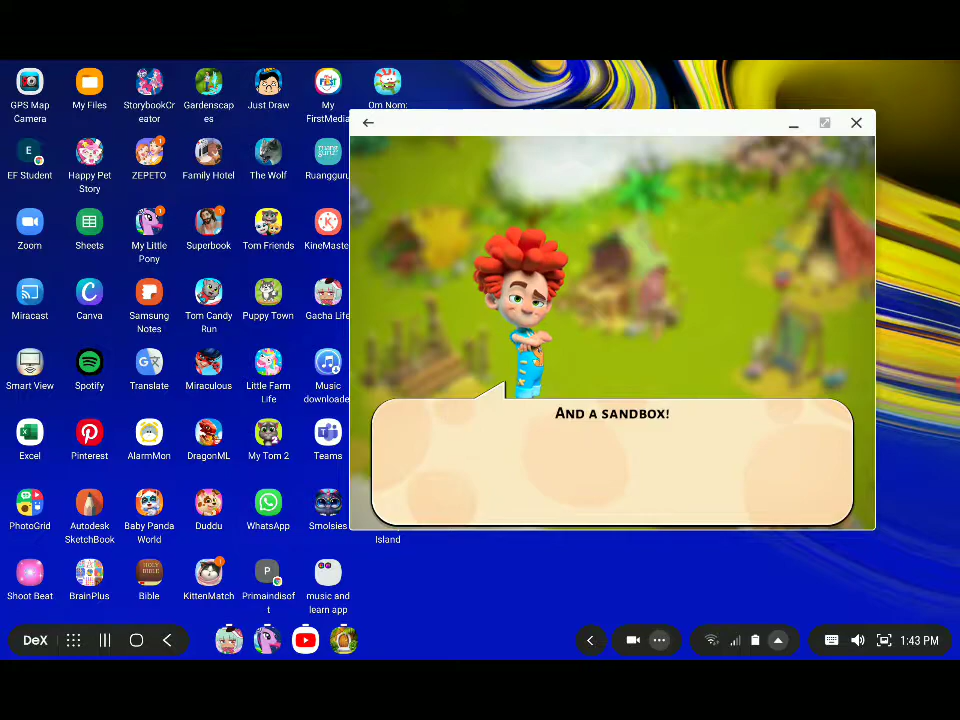 GPS Map
Camera
My Files
StorybookCr
eator
Gardenscap
es
Just Draw
My
FirstMedia
Om Nom:
EF Student
Happy Pet
Story
ZEPETO
Family Hotel
The Wolf
Ruangguru
Zoom
Sheets
My Little
Pony
Superbook
Tom Friends
KineMaste
Miracast
Canva
Samsung
Notes
Tom Candy
Run
Puppy Town
Gacha Life
Smart View
Spotify
Translate
Miraculous
Little Farm
Life
Music
downloade
Excel
Pinterest
AlarmMon
DragonML
My Tom 2
Teams
PhotoGrid
Autodesk
SketchBook
Baby Panda
World
Duddu
WhatsApp
Smolsies
Island
Shoot Beat
BrainPlus
Bible
KittenMatch
Primaindisof
t
music and
learn app
AND A SANDBOX!
DeX
1:43 PM